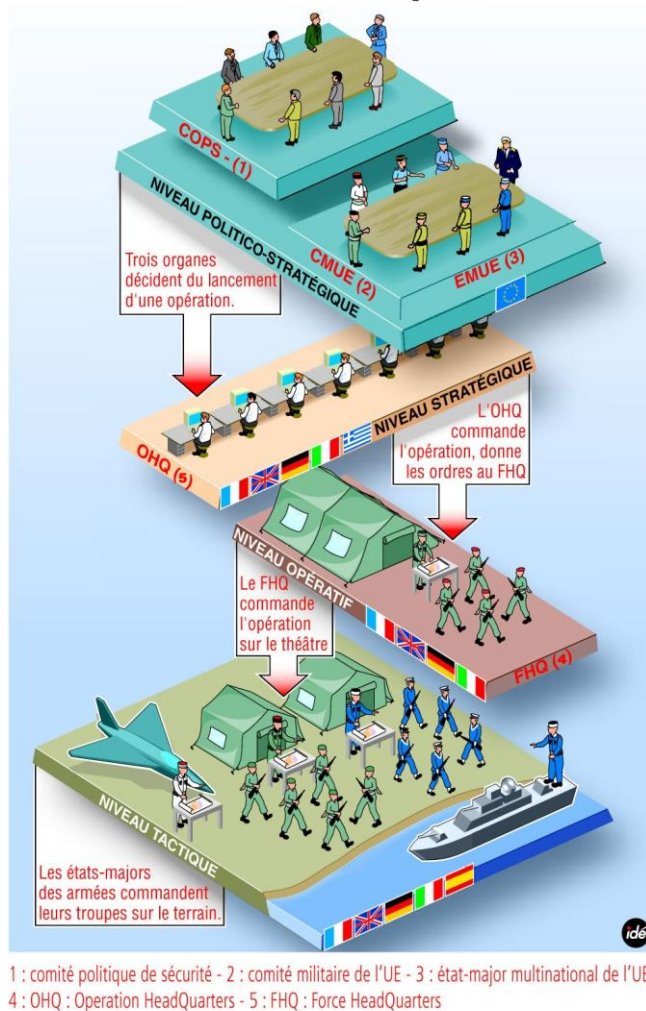 COPS - (1)
NIVEAU POLITICO-STRATÉGIQUE
CMUE (2)
EMUE (3)
Trois organes
décident du lancement
d'une opération.
NIVEAU STRATÉGIQUE
OHQ (5)
L'OHQ
commande
l'opération, donne
les ordres au FHQ
NIVEAU OPÉRATIF
FHQ (4)
Le FHQ
commande
l'opération
sur le théâtre
NIVEAU TACTIQUE
Les états-majors
des armées commandent
leurs troupes sur le terrain.
idé
1 : comité politique de sécurité - 2 : comité militaire de l'UE - 3 : état-major multinational de l'UE
4 : OHQ : Operation HeadQuarters - 5 : FHQ : Force HeadQuarters